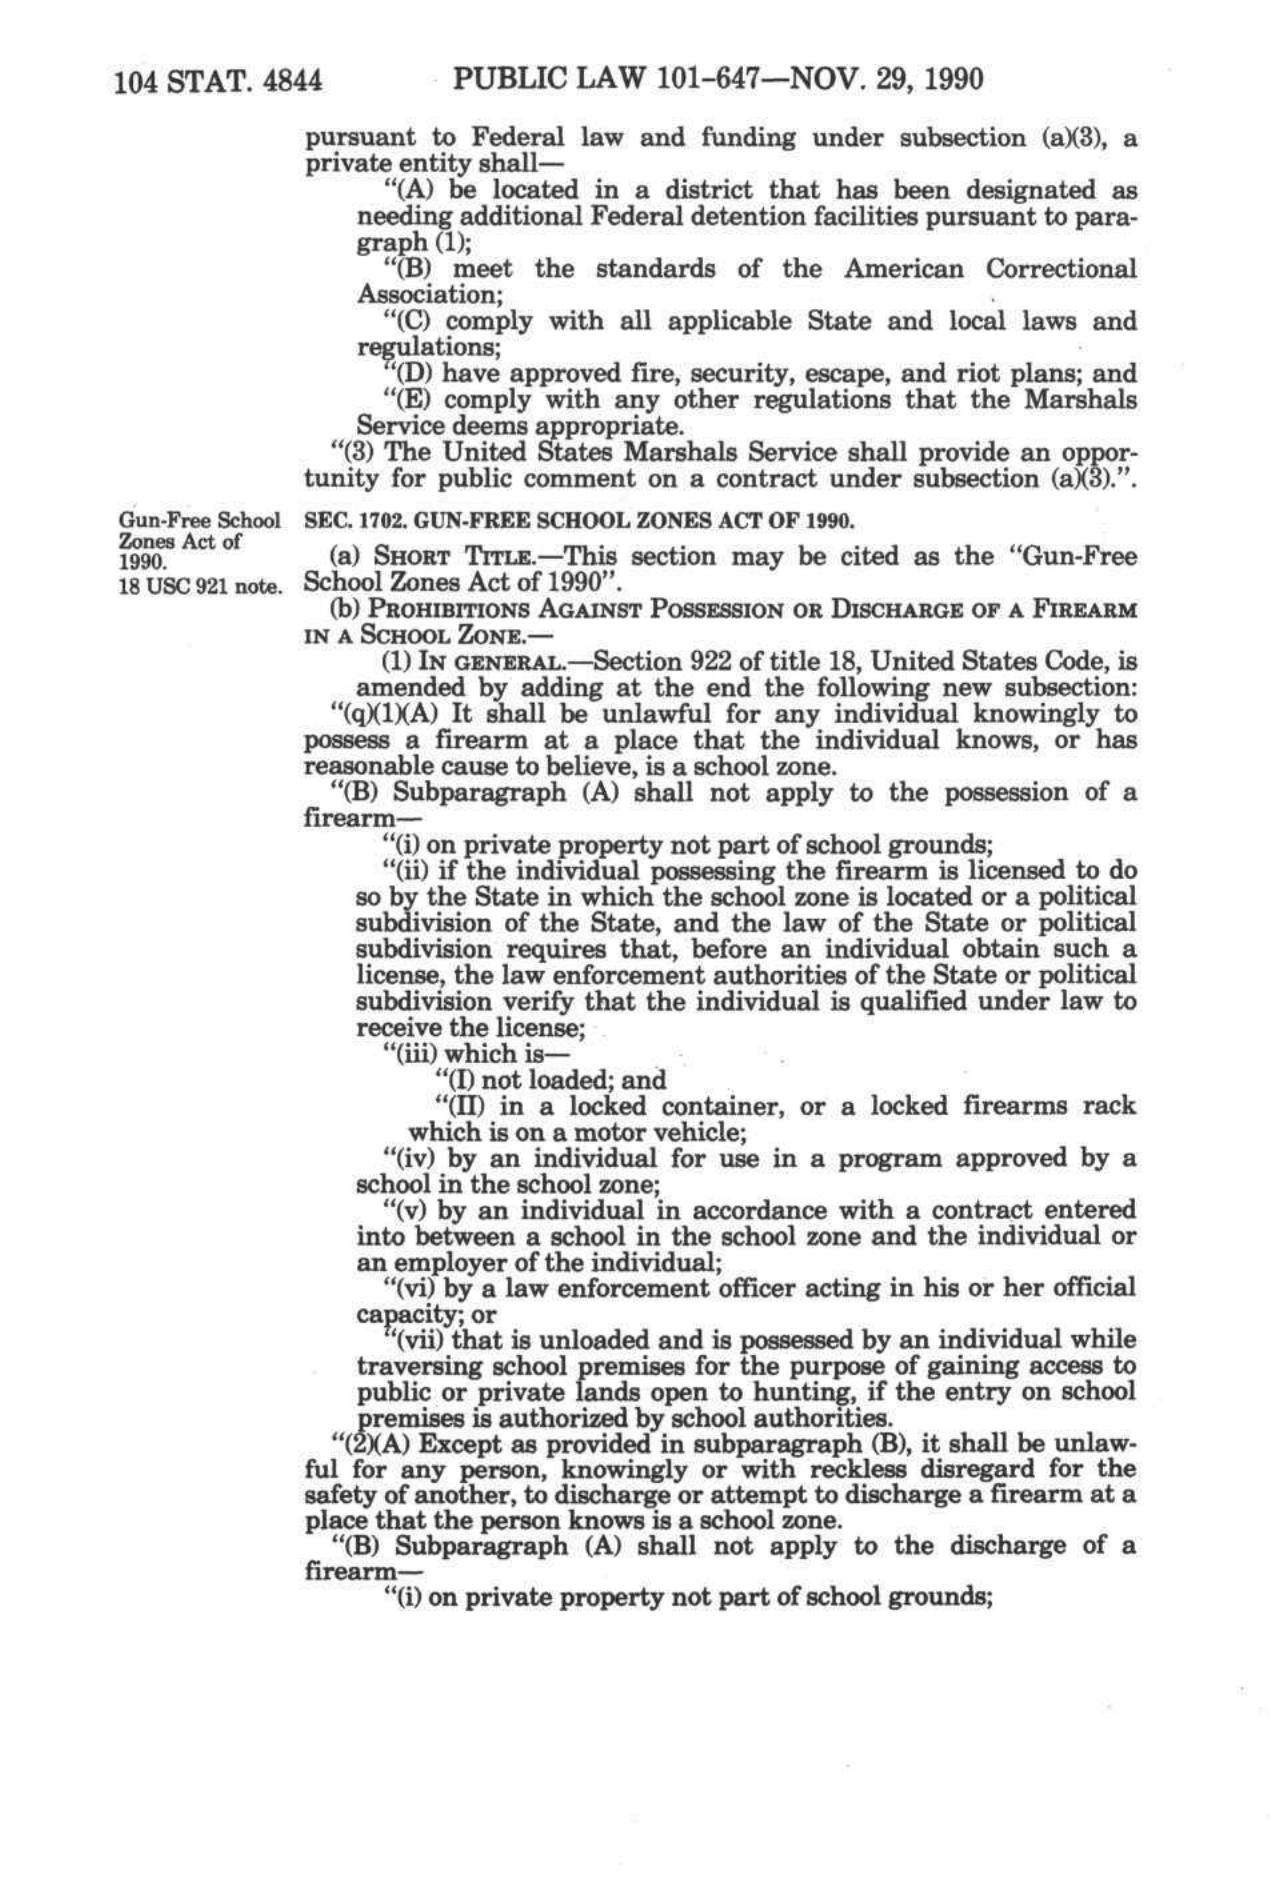 104 STAT. 4844 PUBLIC LAW 101-647—NOV. 29, 1990
pursuant to Federal law and funding under subsection (a)(3), a
private entity shall—
“(A) be located in a district that has been designated as
needing additional Federal detention facilities pursuant to para-
graph (1);
“(B) meet the standards of the American Correctional
Association;
“(C) comply with all applicable State and local laws and
regulations;
“(D) have approved fire, security, escape, and riot plans; and
“(E) comply with any other regulations that the Marshals
Service deems appropriate.
“(3) The United States Marshals Service shall provide an oppor-
tunity for public comment on a contract under subsection (a)(3).”.
Gun-Free School
Zones Act of
1990.
18 USC 921 note.
SEC. 1702. GUN-FREE SCHOOL ZONES ACT OF 1990.
(a) SHORT TITLE.—This section may be cited as the “Gun-Free
School Zones Act of 1990”.
(b) PROHIBITIONS AGAINST POSSESSION OR DISCHARGE OF A FIREARM
IN A SCHOOL ZONE.—
(1) IN GENERAL.—Section 922 of title 18, United States Code, is
amended by adding at the end the following new subsection:
“(q)(1)(A) It shall be unlawful for any individual knowingly to
possess a firearm at a place that the individual knows, or has
reasonable cause to believe, is a school zone.
“(B) Subparagraph (A) shall not apply to the possession of a
firearm—
“(i) on private property not part of school grounds;
“(ii) if the individual possessing the firearm is licensed to do
so by the State in which the school zone is located or a political
subdivision of the State, and the law of the State or political
subdivision requires that, before an individual obtain such a
license, the law enforcement authorities of the State or political
subdivision verify that the individual is qualified under law to
receive the license;
“(iii) which is—
“(I) not loaded; and
“(II) in a locked container, or a locked firearms rack
which is on a motor vehicle;
“(iv) by an individual for use in a program approved by a
school in the school zone;
“(v) by an individual in accordance with a contract entered
into between a school in the school zone and the individual or
an employer of the individual;
“(vi) by a law enforcement officer acting in his or her official
capacity; or
“(vii) that is unloaded and is possessed by an individual while
traversing school premises for the purpose of gaining access to
public or private lands open to hunting, if the entry on school
premises is authorized by school authorities.
“(2)(A) Except as provided in subparagraph (B), it shall be unlaw-
ful for any person, knowingly or with reckless disregard for the
safety of another, to discharge or attempt to discharge a firearm at a
place that the person knows is a school zone.
“(B) Subparagraph (A) shall not apply to the discharge of a
firearm—
“(i) on private property not part of school grounds;